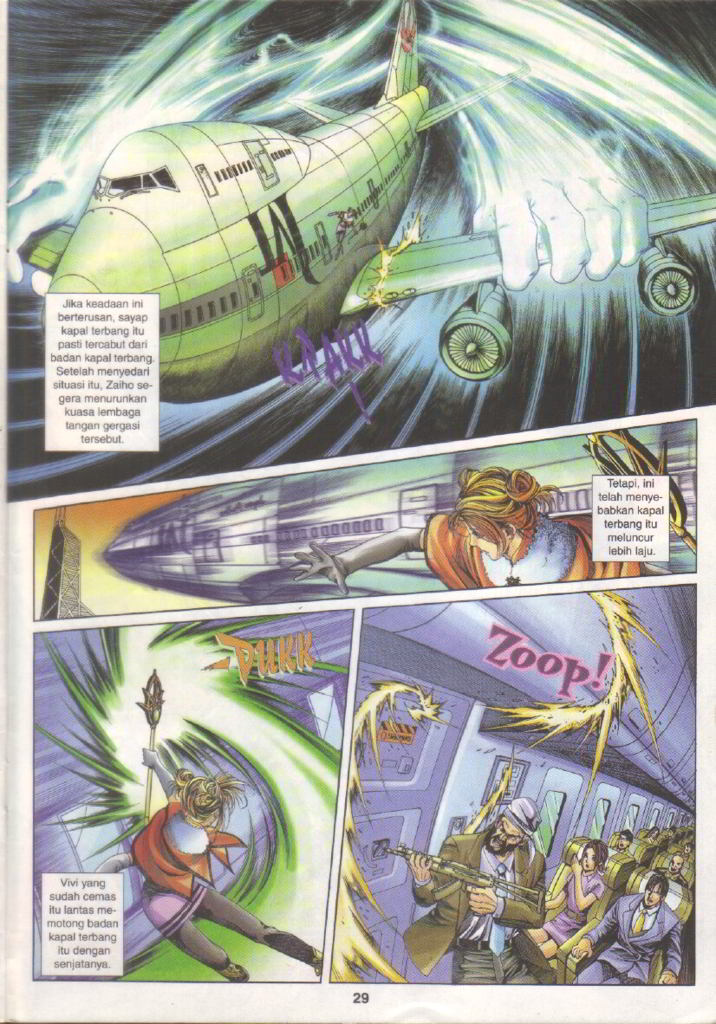 Jika keadaan ini
berterusan, sayap
kapal terbang itu
pasti tercabut dari
badan kapal terbang.
Setelah menyedari
situasi itu, Zaiho se-
gera menurunkan
kuasa lembaga
tangan gergasi
tersebut.
KRAKK
!
Tetapi, ini
telah menye-
babkan kapal
terbang itu
meluncur
lebih laju.
DUKK
Vivi yang
sudah cemas
itu lantas me-
motong badan
kapal terbang
itu dengan
senjatanya.
Zoop!
29